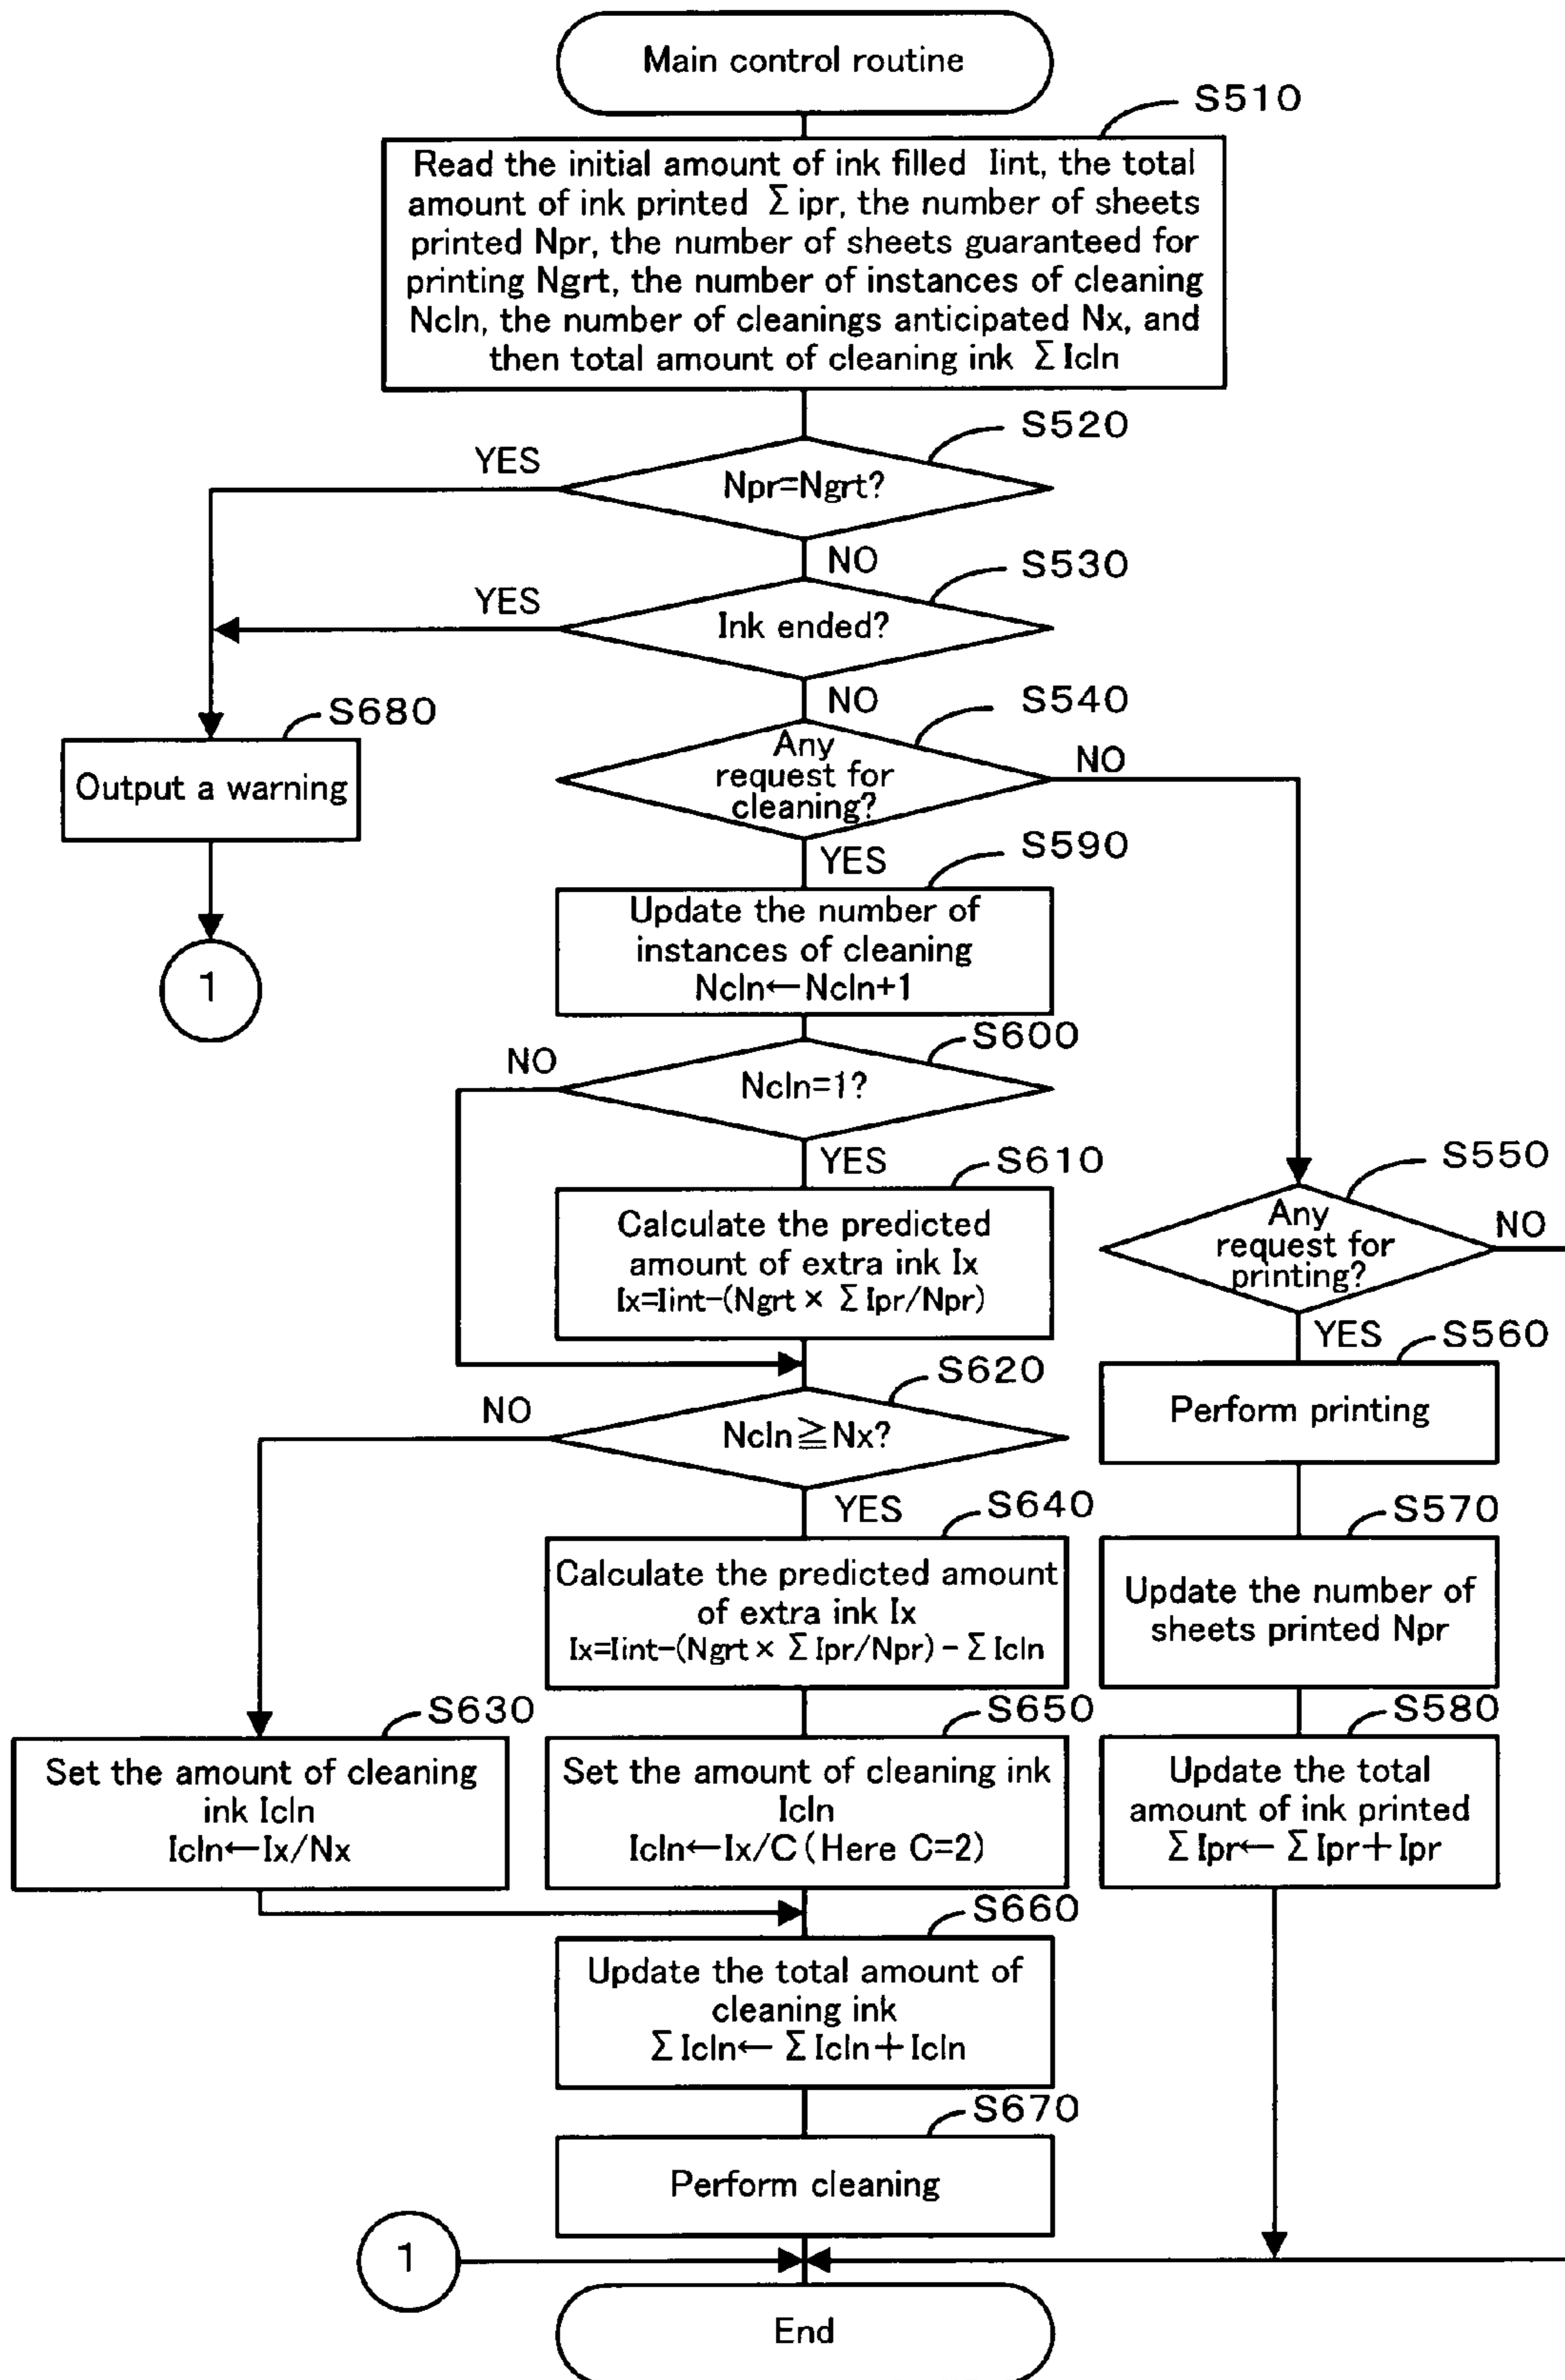 Main control routine
S510
Read the initial amount of ink filled Iint, the total
amount of ink printed Σ ipr, the number of sheets
printed Npr, the number of sheets guaranteed for
printing Ngrt, the number of instances of cleaning
Ncln, the number of cleanings anticipated Nx, and
then total amount of cleaning ink Σ Icln
S520
YES
Npr=Ngrt?
NO
S530
YES
Ink ended?
NO
S540
S680
Output a warning
1
Any
request for
cleaning?
NO
YES
S590
Update the number of
instances of cleaning
Ncln←Ncln+1
S600
NO
Ncln=1?
YES
S610
Calculate the predicted
amount of extra ink Ix
Ix=Iint-(Ngrt × Σ Ipr/Npr)
S550
Any
request for
printing?
NO
YES
S560
Perform printing
S620
NO
Ncln≧Nx?
YES
S640
Calculate the predicted amount
of extra ink Ix
Ix=Iint-(Ngrt × Σ Ipr/Npr) - Σ Icln
S570
Update the number of
sheets printed Npr
S630
Set the amount of cleaning
ink Icln
Icln←Ix/Nx
S650
Set the amount of cleaning ink
Icln
Icln←Ix/C (Here C=2)
S580
Update the total
amount of ink printed
Σ Ipr← Σ Ipr+Ipr
S660
Update the total amount of
cleaning ink
Σ Icln← Σ Icln+Icln
S670
Perform cleaning
1
End